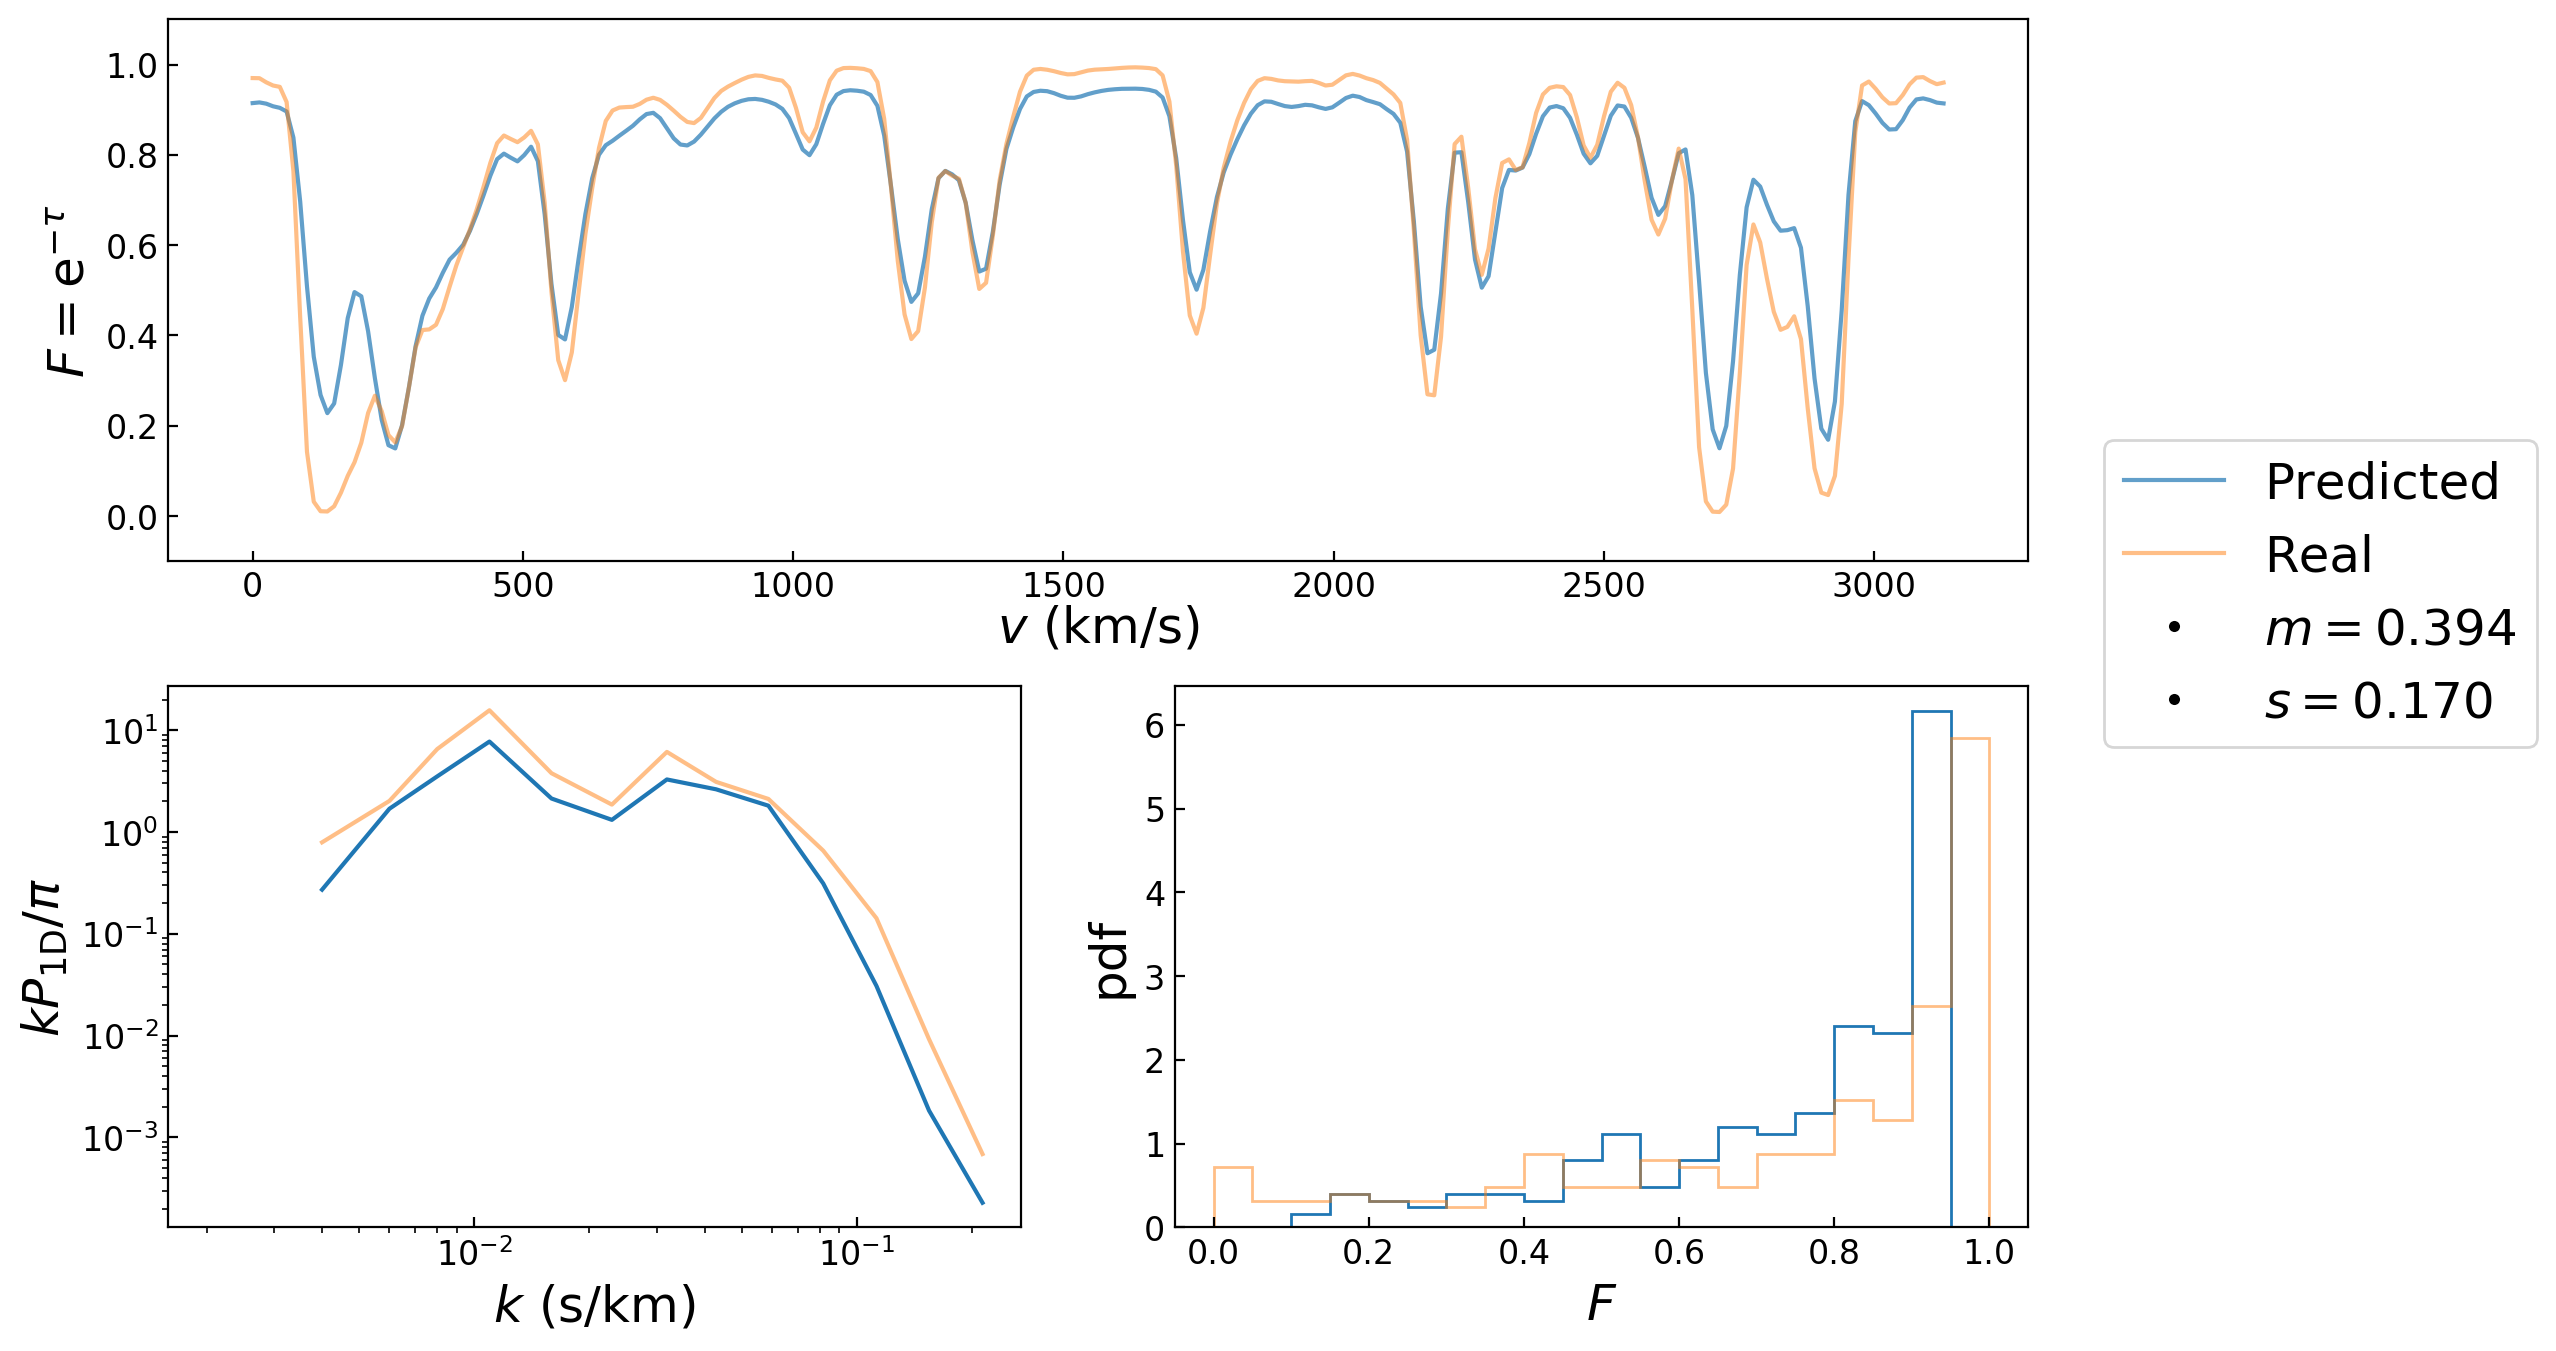 F = e^{−τ}
1.0
0.8
0.6
0.4
0.2
0.0
0 500 1000 1500 2000 2500 3000
v (km/s)
Predicted
Real
m = 0.394
s = 0.170
kP_{1D}/π
10^1
10^0
10^{−1}
10^{−2}
10^{−3}
10^{−2} 10^{−1}
k (s/km)
pdf
6
5
4
3
2
1
0
0.0 0.2 0.4 0.6 0.8 1.0
F